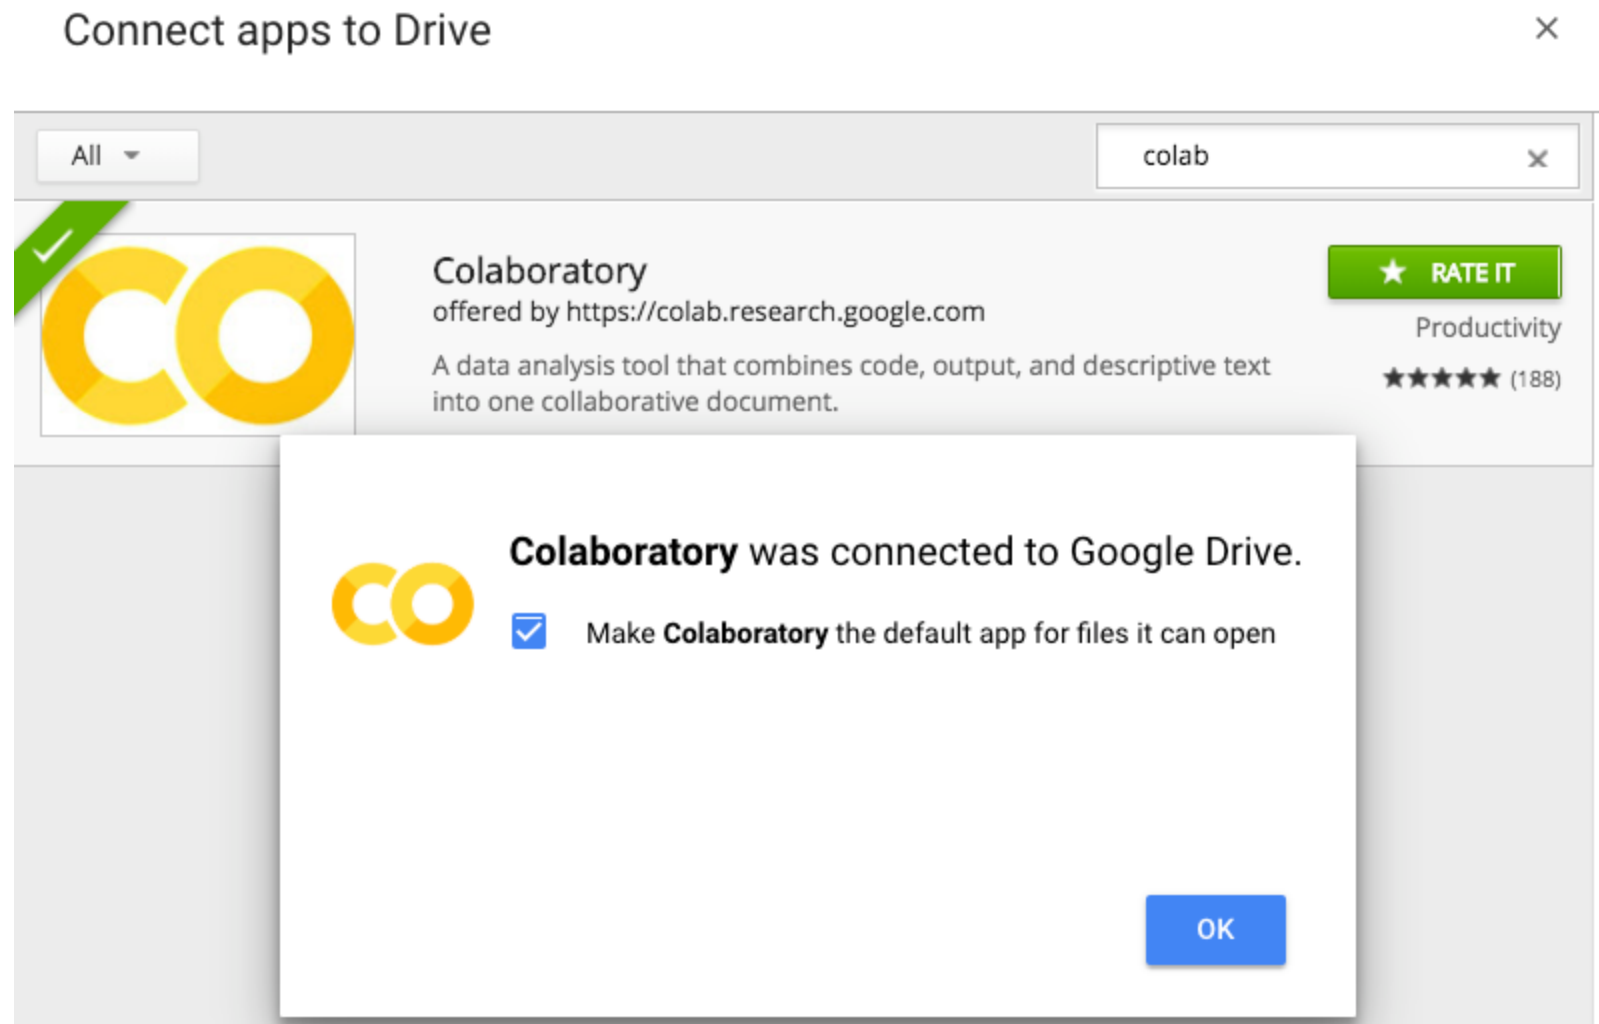 Connect apps to Drive
All
colab
Colaboratory
offered by https://colab.research.google.com
A data analysis tool that combines code, output, and descriptive text
into one collaborative document.
RATE IT
Productivity
(188)
Colaboratory was connected to Google Drive.
Make Colaboratory the default app for files it can open
OK